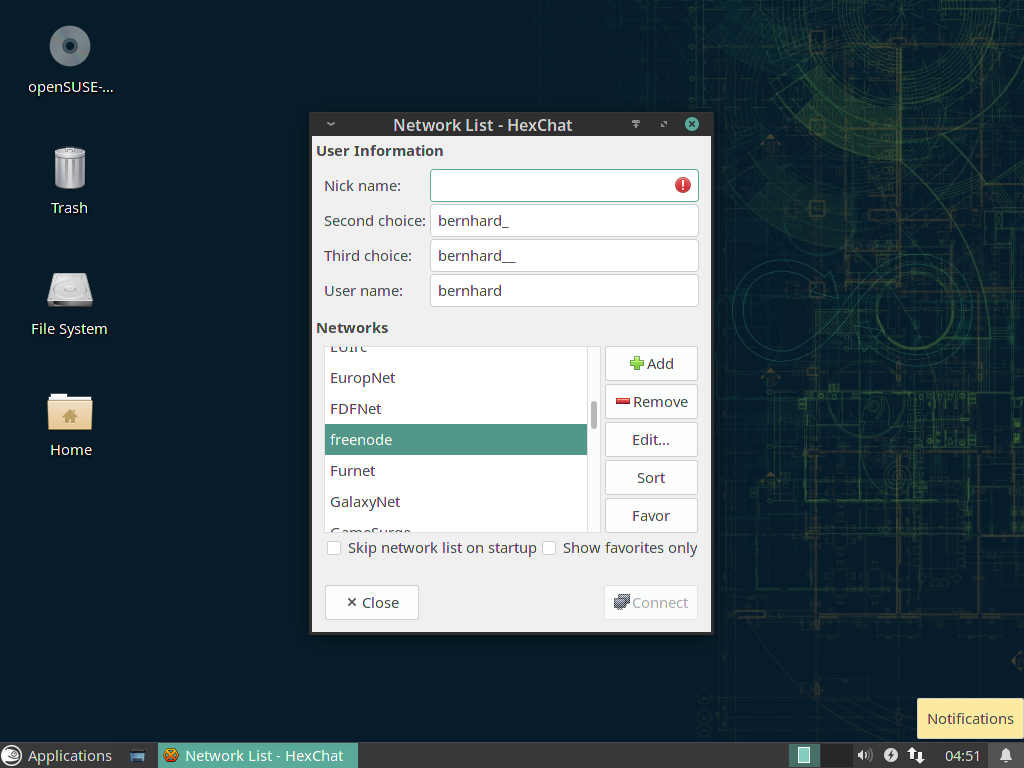 openSUSE-...
Trash
File System
Home
Network List - HexChat
User Information
Nick name:
Second choice: bernhard_
Third choice: bernhard__
User name: bernhard
Networks
EUIrc
EuropNet
FDFNet
freenode
Furnet
GalaxyNet
GameSurge
Add
Remove
Edit...
Sort
Favor
Skip network list on startup
Show favorites only
Close
Connect
Notifications
Applications
Network List - HexChat
04:51